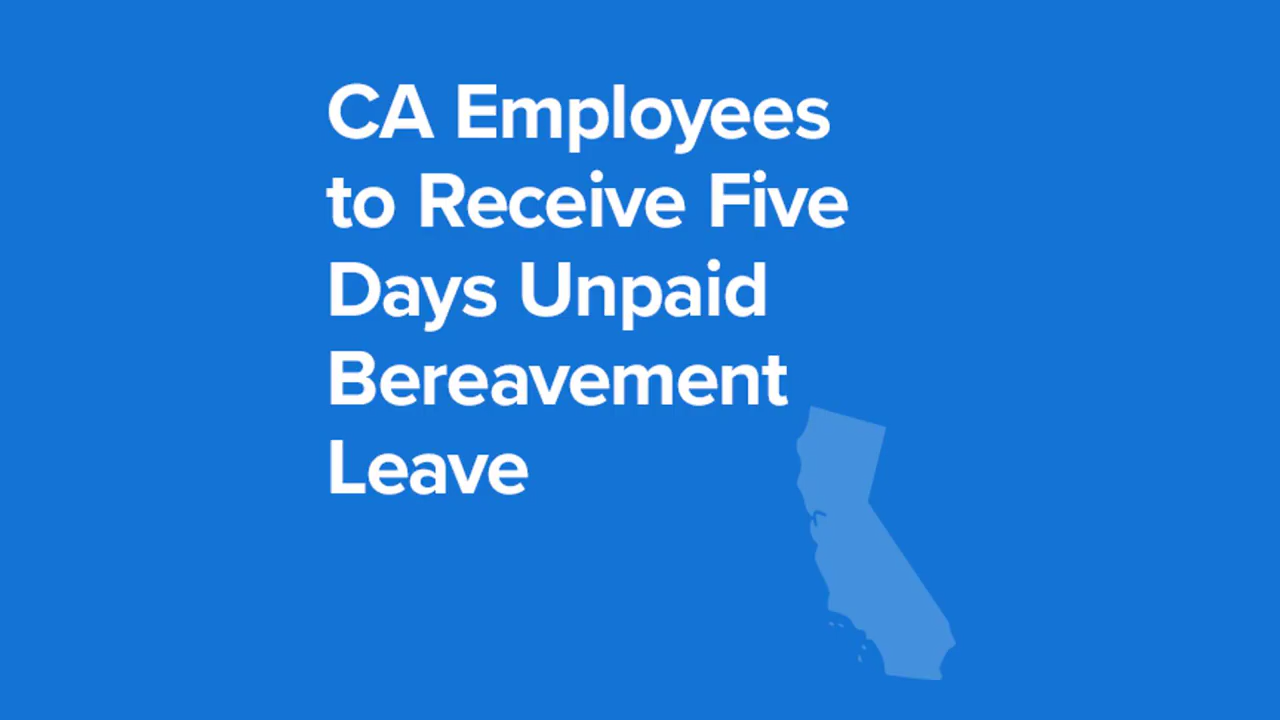 CA Employees
to Receive Five
Days Unpaid
Bereavement
Leave